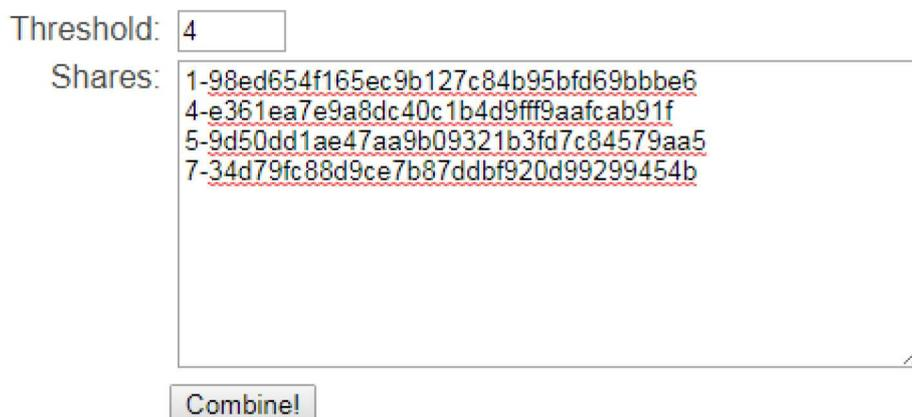 Threshold: 4
Shares: 1-98ed654f165ec9b127c84b95bfd69bbbe6
4-e361ea7e9a8dc40c1b4d9fff9aafcab91f
5-9d50dd1ae47aa9b09321b3fd7c84579aa5
7-34d79fc88d9ce7b87ddbf920d99299454b
Combine!